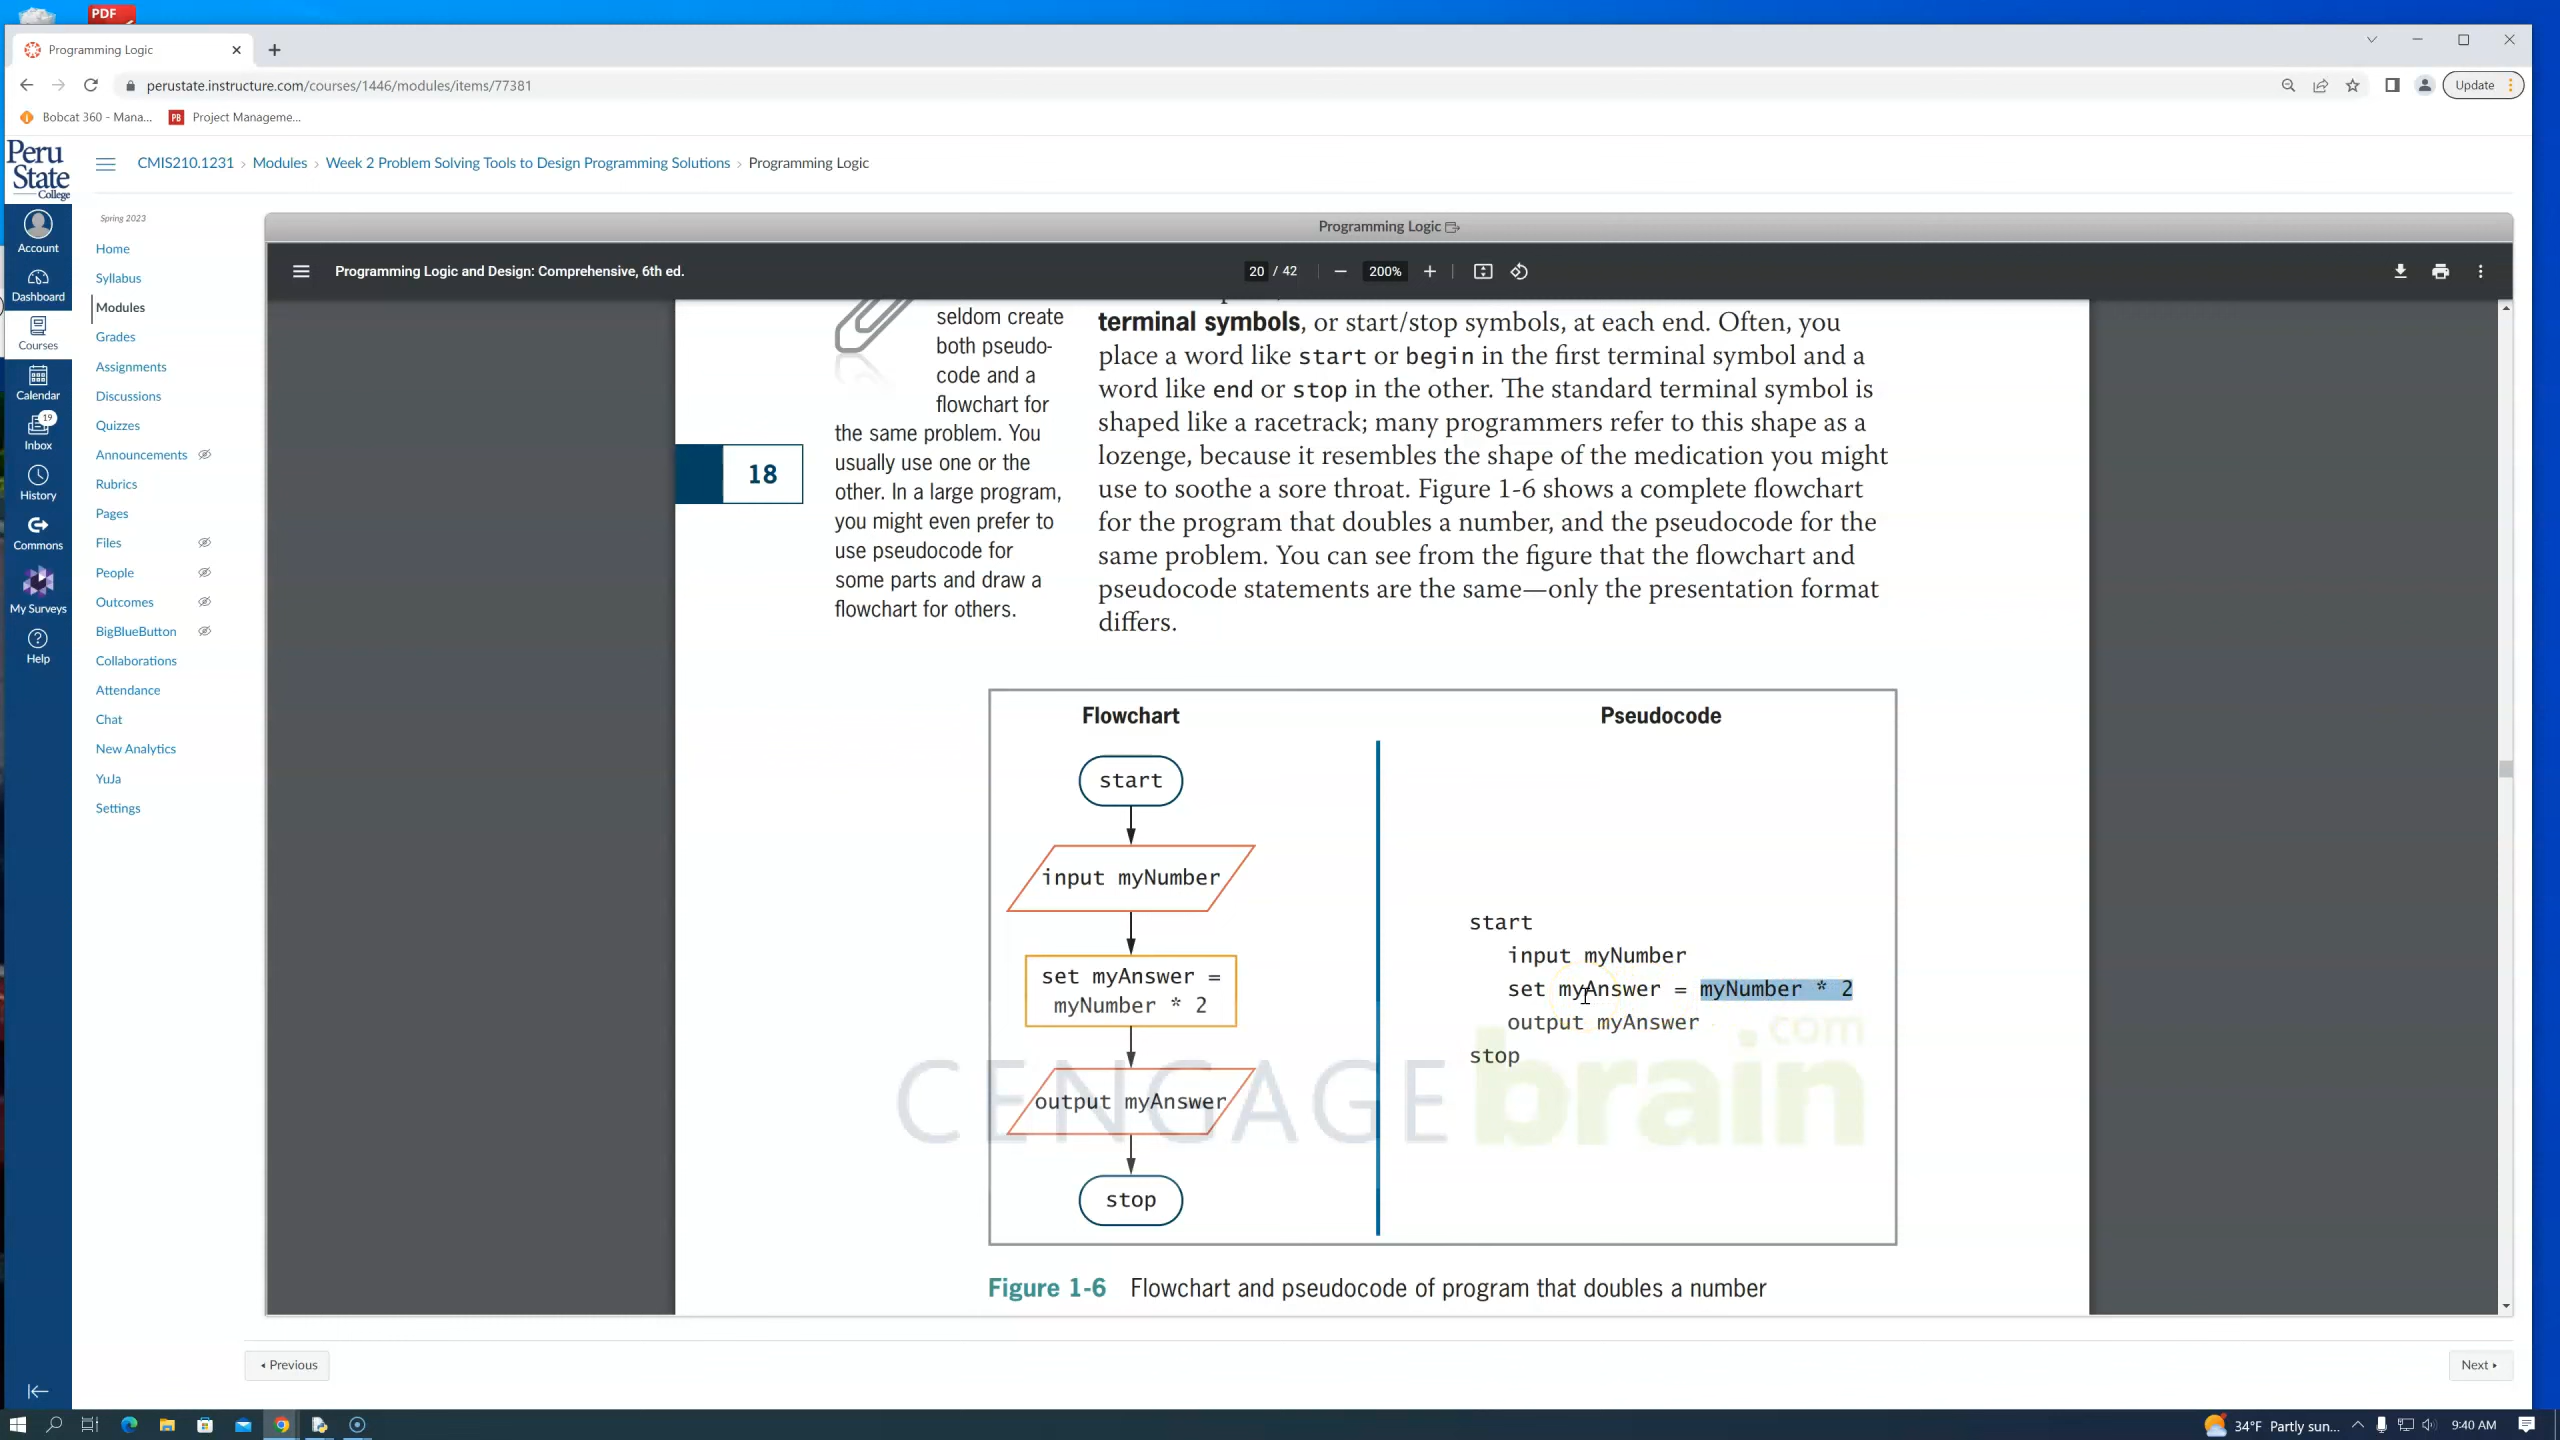 PDF
Programming Logic
perustate.instructure.com/courses/1446/modules/items/77381
Update
Bobcat 360 - Mana...
PB
Project Manageme...
Peru
State
College
CMIS210.1231 › Modules › Week 2 Problem Solving Tools to Design Programming Solutions › Programming Logic
Account
Dashboard
Courses
Calendar
19
Inbox
History
Commons
My Surveys
Help
Spring 2023
Home
Syllabus
Modules
Grades
Assignments
Discussions
Quizzes
Announcements
Rubrics
Pages
Files
People
Outcomes
BigBlueButton
Collaborations
Attendance
Chat
New Analytics
YuJa
Settings
Programming Logic
Programming Logic and Design: Comprehensive, 6th ed.
20 / 42
200%
seldom create
both pseudo-
code and a
flowchart for
the same problem. You
usually use one or the
other. In a large program,
you might even prefer to
use pseudocode for
some parts and draw a
flowchart for others.
18
terminal symbols, or start/stop symbols, at each end. Often, you
place a word like start or begin in the first terminal symbol and a
word like end or stop in the other. The standard terminal symbol is
shaped like a racetrack; many programmers refer to this shape as a
lozenge, because it resembles the shape of the medication you might
use to soothe a sore throat. Figure 1-6 shows a complete flowchart
for the program that doubles a number, and the pseudocode for the
same problem. You can see from the figure that the flowchart and
pseudocode statements are the same—only the presentation format
differs.
Flowchart
start
input myNumber
set myAnswer =
myNumber * 2
output myAnswer
stop
Pseudocode
start
input myNumber
set myAnswer = myNumber * 2
output myAnswer
stop
CENGAGE brain
.com
Figure 1-6 Flowchart and pseudocode of program that doubles a number
Previous
Next
34°F Partly sun...
9:40 AM